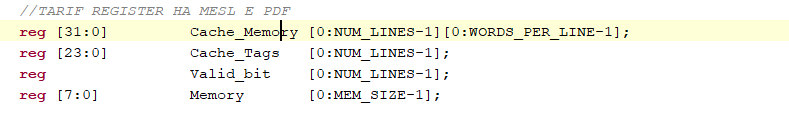 //TARIF REGISTER HA MESL E PDF
reg [31:0] Cache_Memory [0:NUM_LINES-1][0:WORDS_PER_LINE-1];
reg [23:0] Cache_Tags [0:NUM_LINES-1];
reg Valid_bit [0:NUM_LINES-1];
reg [7:0] Memory [0:MEM_SIZE-1];